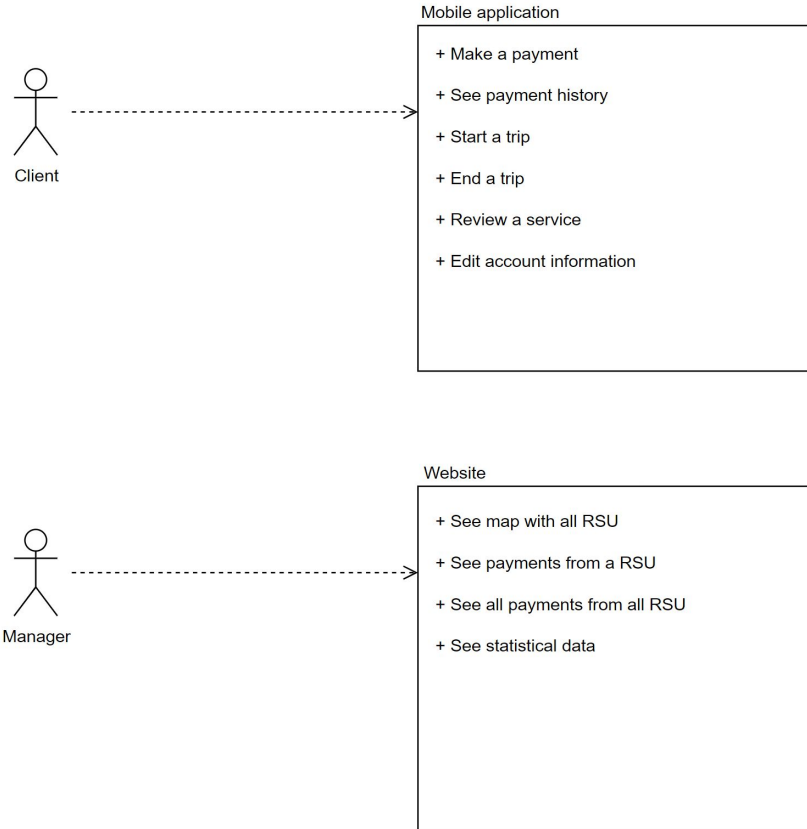 Mobile application
+ Make a payment
+ See payment history
+ Start a trip
+ End a trip
+ Review a service
+ Edit account information
Client
Website
+ See map with all RSU
+ See payments from a RSU
+ See all payments from all RSU
+ See statistical data
Manager